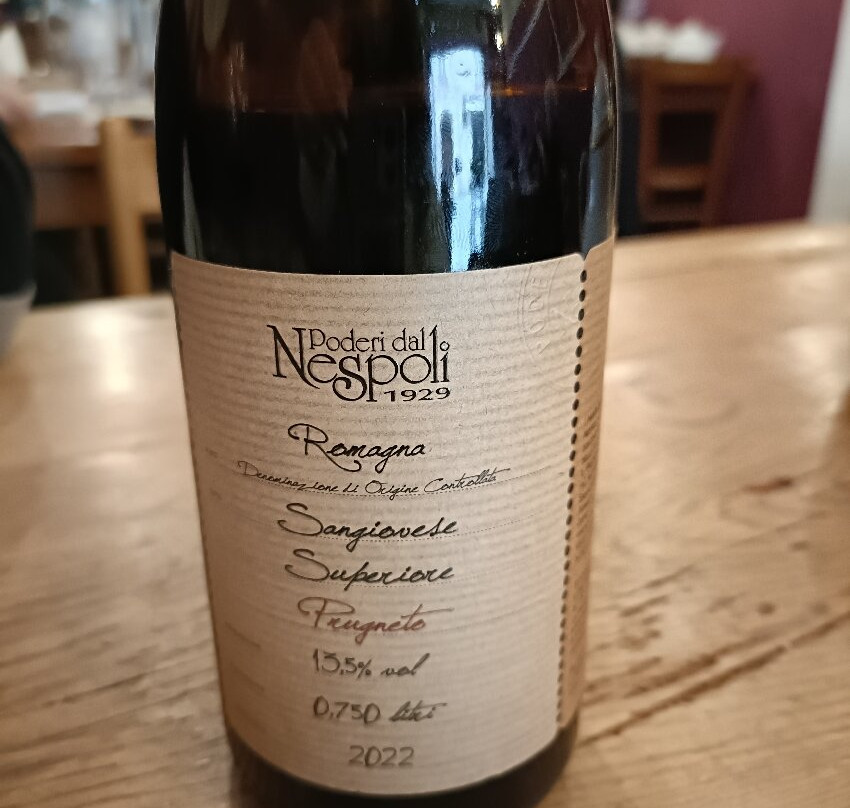 Poderi dal
Nespoli
1929
Romagna
Denominazione di Origine Controllata
Sangiovese
Superiore
Prugneto
13,5% vol
0,750 litri
2022